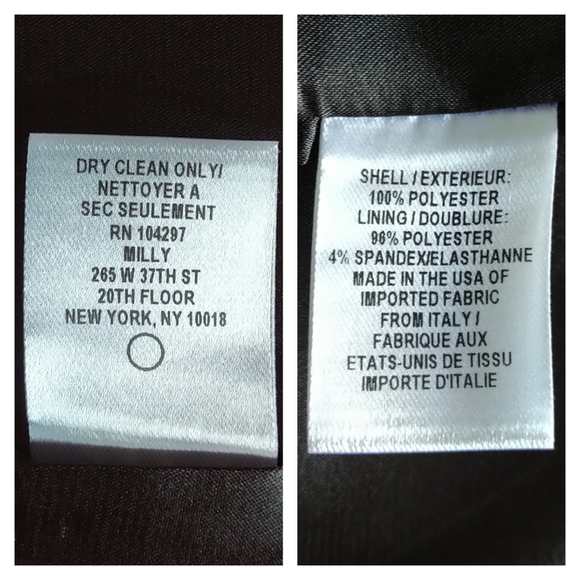 DRY CLEAN ONLY/
NETTOYER A
SEC SEULEMENT
RN 104297
MILLY
265 W 37TH ST
20TH FLOOR
NEW YORK, NY 10018
SHELL / EXTERIEUR:
100% POLYESTER
LINING / DOUBLURE:
96% POLYESTER
4% SPANDEX/ELASTHANNE
MADE IN THE USA OF
IMPORTED FABRIC
FROM ITALY /
FABRIQUE AUX
ETATS-UNIS DE TISSU
IMPORTE D'ITALIE